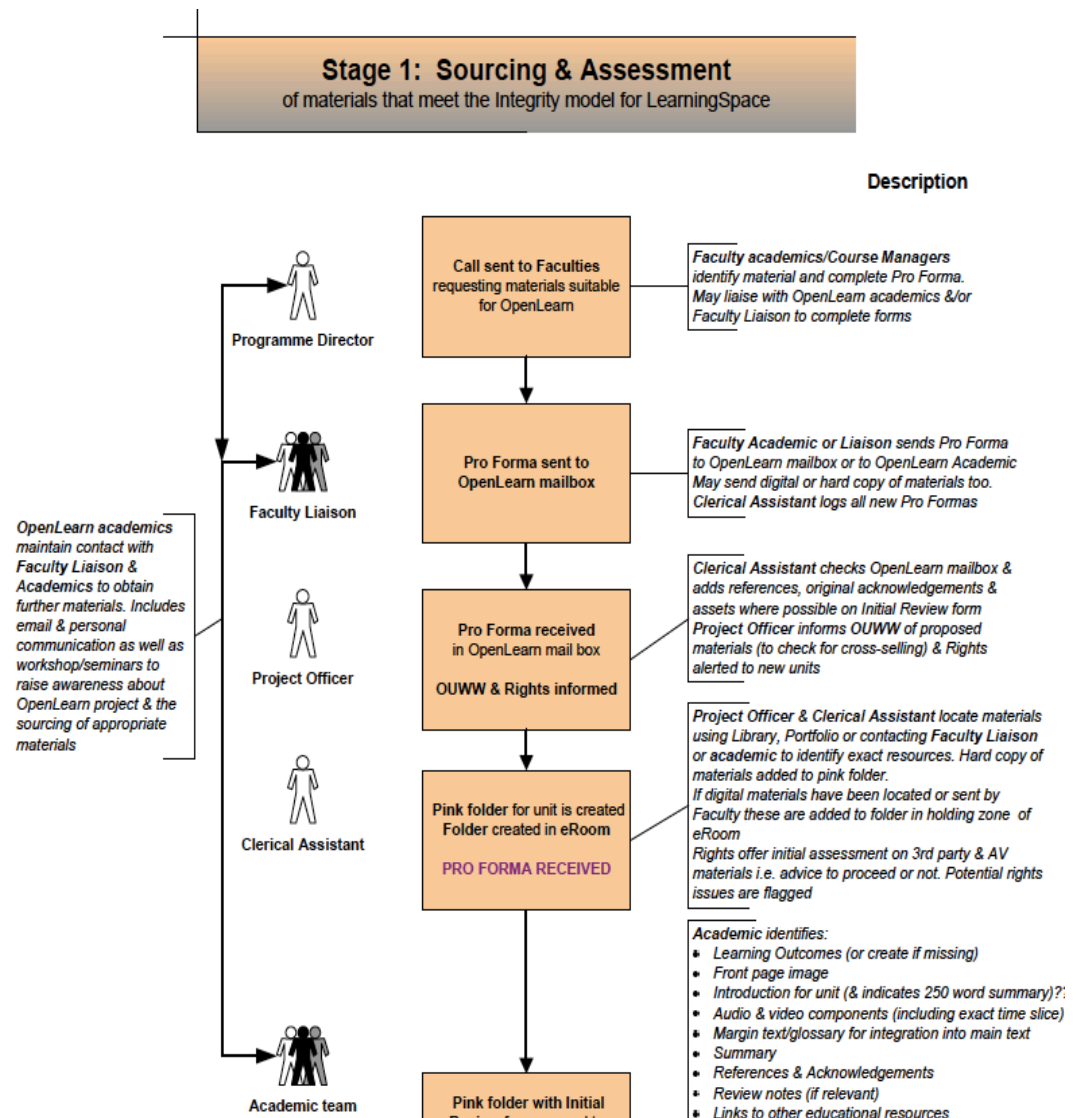 Stage 1: Sourcing & Assessment
of materials that meet the Integrity model for LearningSpace
Description
Call sent to Faculties
requesting materials suitable
for OpenLearn
Faculty academics/Course Managers
identify material and complete Pro Forma.
May liaise with OpenLearn academics &/or
Faculty Liaison to complete forms
Programme Director
Pro Forma sent to
OpenLearn mailbox
Faculty Academic or Liaison sends Pro Forma
to OpenLearn mailbox or to OpenLearn Academic
May send digital or hard copy of materials too.
Clerical Assistant logs all new Pro Formas
Faculty Liaison
OpenLearn academics
maintain contact with
Faculty Liaison &
Academics to obtain
further materials. Includes
email & personal
communication as well as
workshop/seminars to
raise awareness about
OpenLearn project & the
sourcing of appropriate
materials
Project Officer
Pro Forma received
in OpenLearn mail box
OUWW & Rights informed
Clerical Assistant checks OpenLearn mailbox &
adds references, original acknowledgements &
assets where possible on Initial Review form
Project Officer informs OUWW of proposed
materials (to check for cross-selling) & Rights
alerted to new units
Clerical Assistant
Pink folder for unit is created
Folder created in eRoom
PRO FORMA RECEIVED
Project Officer & Clerical Assistant locate materials
using Library, Portfolio or contacting Faculty Liaison
or academic to identify exact resources. Hard copy of
materials added to pink folder.
If digital materials have been located or sent by
Faculty these are added to folder in holding zone of
eRoom
Rights offer initial assessment on 3rd party & AV
materials i.e. advice to proceed or not. Potential rights
issues are flagged
Academic team
Pink folder with Initial
Academic identifies:
Learning Outcomes (or create if missing)
Front page image
Introduction for unit (& indicates 250 word summary)??
Audio & video components (including exact time slice)
Margin text/glossary for integration into main text
Summary
References & Acknowledgements
Review notes (if relevant)
Links to other educational resources